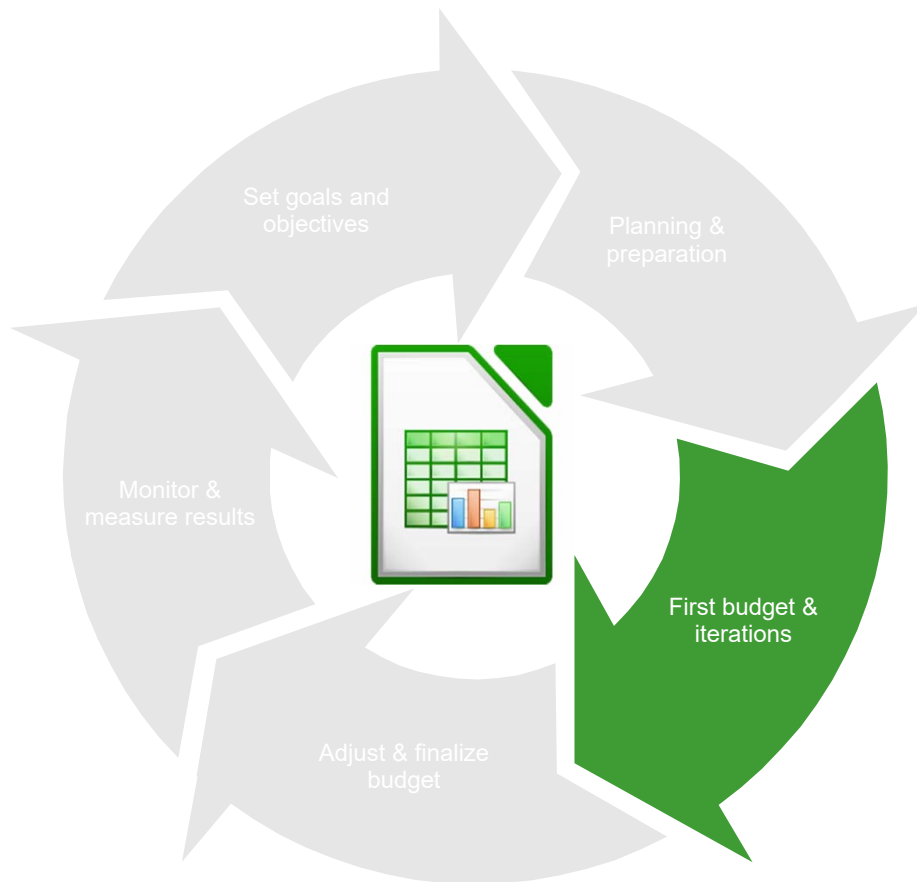 Set goals and
objectives
Planning &
preparation
First budget &
iterations
Adjust & finalize
budget
Monitor &
measure results